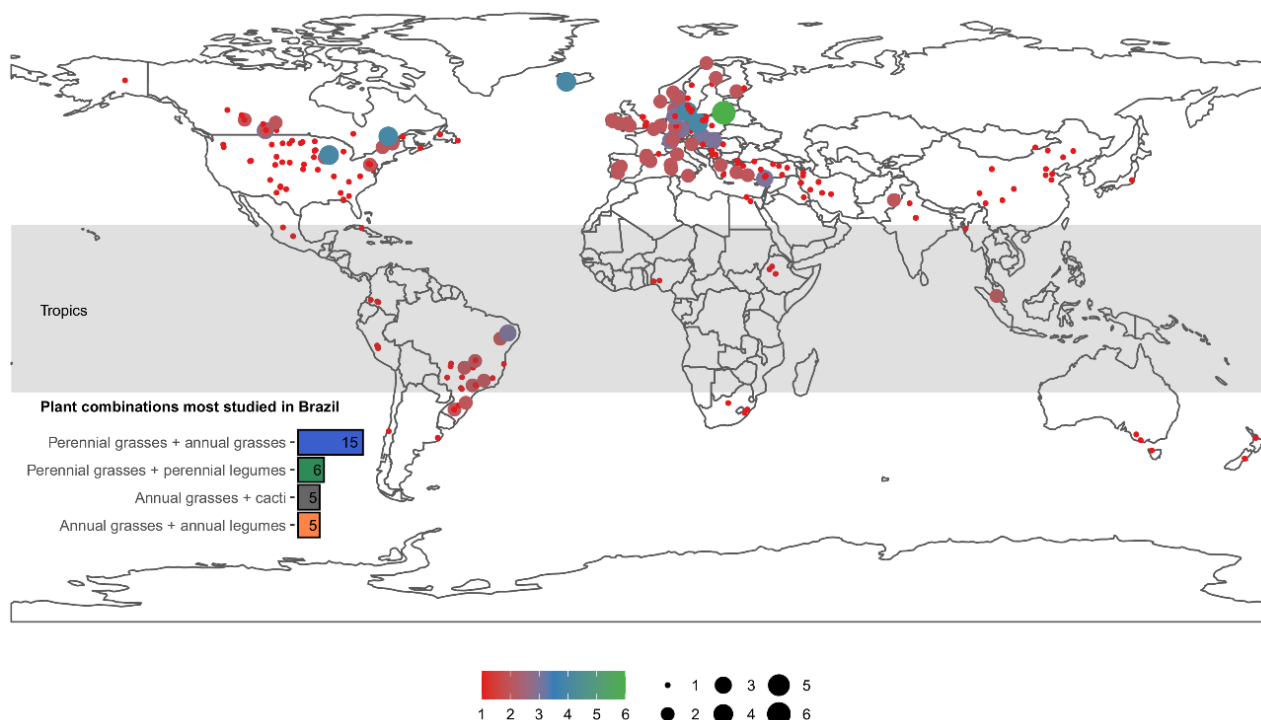 Tropics
Plant combinations most studied in Brazil
Perennial grasses + annual grasses 15
Perennial grasses + perennial legumes 6
Annual grasses + cacti 5
Annual grasses + annual legumes 5
1 3 5
1 2 3 4 5 6 2 4 6